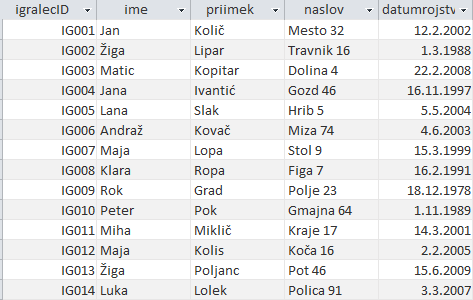 igralecID ime priimek naslov datumrojstv
IG001 Jan Količ Mesto 32 12.2.2002
IG002 Žiga Lipar Travnik 16 1.3.1988
IG003 Matic Kopitar Dolina 4 22.2.2008
IG004 Jana Ivantić Gozd 46 16.11.1997
IG005 Lana Slak Hrib 5 5.5.2004
IG006 Andraž Kovač Miza 74 4.6.2003
IG007 Maja Lopa Stol 9 15.3.1999
IG008 Klara Ropa Figa 7 16.2.1991
IG009 Rok Grad Polje 23 18.12.1978
IG010 Peter Pok Gmajna 64 1.11.1989
IG011 Miha Miklič Kraje 17 14.3.2001
IG012 Maja Kolis Koča 16 2.2.2005
IG013 Žiga Poljanc Pot 46 15.6.2009
IG014 Luka Lolek Polica 91 3.3.2007